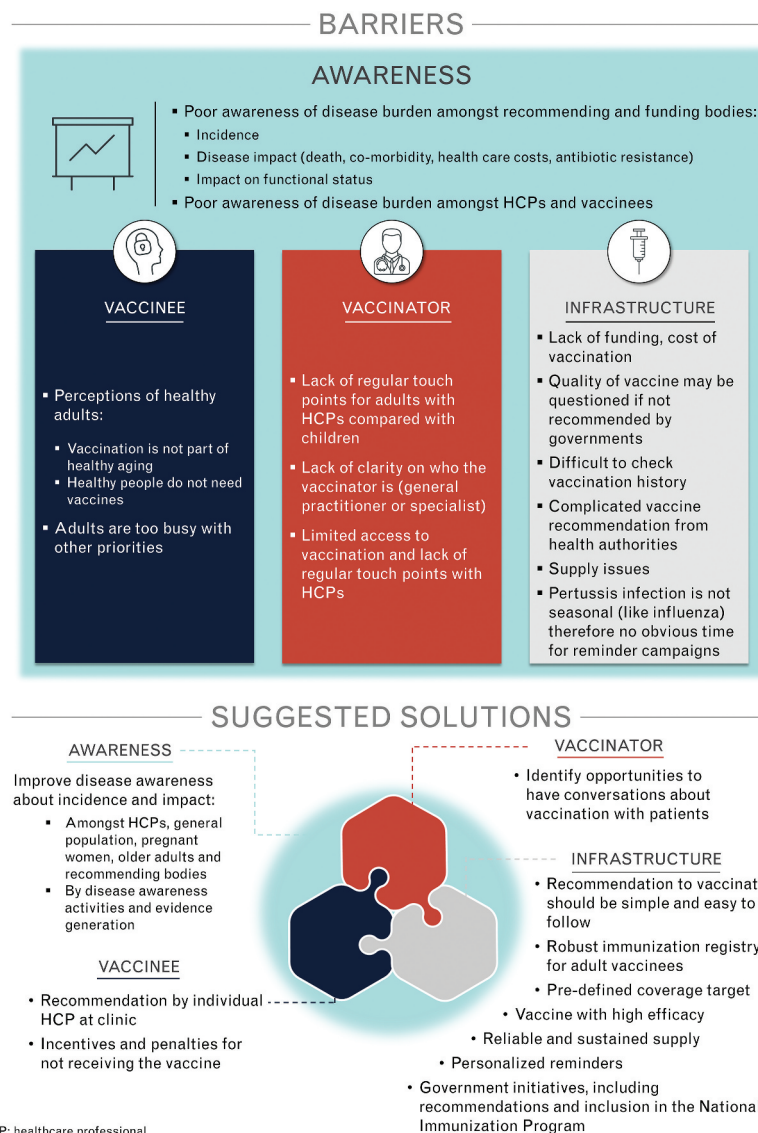 BARRIERS
AWARENESS
▪ Poor awareness of disease burden amongst recommending and funding bodies:
▪ Incidence
▪ Disease impact (death, co-morbidity, health care costs, antibiotic resistance)
▪ Impact on functional status
▪ Poor awareness of disease burden amongst HCPs and vaccinees
VACCINEE
▪ Perceptions of healthy
adults:
▪ Vaccination is not part of
healthy aging
▪ Healthy people do not need
vaccines
▪ Adults are too busy with
other priorities
VACCINATOR
▪ Lack of regular touch
points for adults with
HCPs compared with
children
▪ Lack of clarity on who the
vaccinator is (general
practitioner or specialist)
▪ Limited access to
vaccination and lack of
regular touch points with
HCPs
INFRASTRUCTURE
▪ Lack of funding, cost of
vaccination
▪ Quality of vaccine may be
questioned if not
recommended by
governments
▪ Difficult to check
vaccination history
▪ Complicated vaccine
recommendation from
health authorities
▪ Supply issues
▪ Pertussis infection is not
seasonal (like influenza)
therefore no obvious time
for reminder campaigns
SUGGESTED SOLUTIONS
AWARENESS
Improve disease awareness
about incidence and impact:
▪ Amongst HCPs, general
population, pregnant
women, older adults and
recommending bodies
▪ By disease awareness
activities and evidence
generation
VACCINEE
• Recommendation by individual
HCP at clinic
• Incentives and penalties for
not receiving the vaccine
VACCINATOR
• Identify opportunities to
have conversations about
vaccination with patients
INFRASTRUCTURE
• Recommendation to vaccinat
should be simple and easy to
follow
• Robust immunization registry
for adult vaccinees
• Pre-defined coverage target
• Vaccine with high efficacy
• Reliable and sustained supply
• Personalized reminders
• Government initiatives, including
recommendations and inclusion in the Nationa
Immunization Program
P: healthcare professional